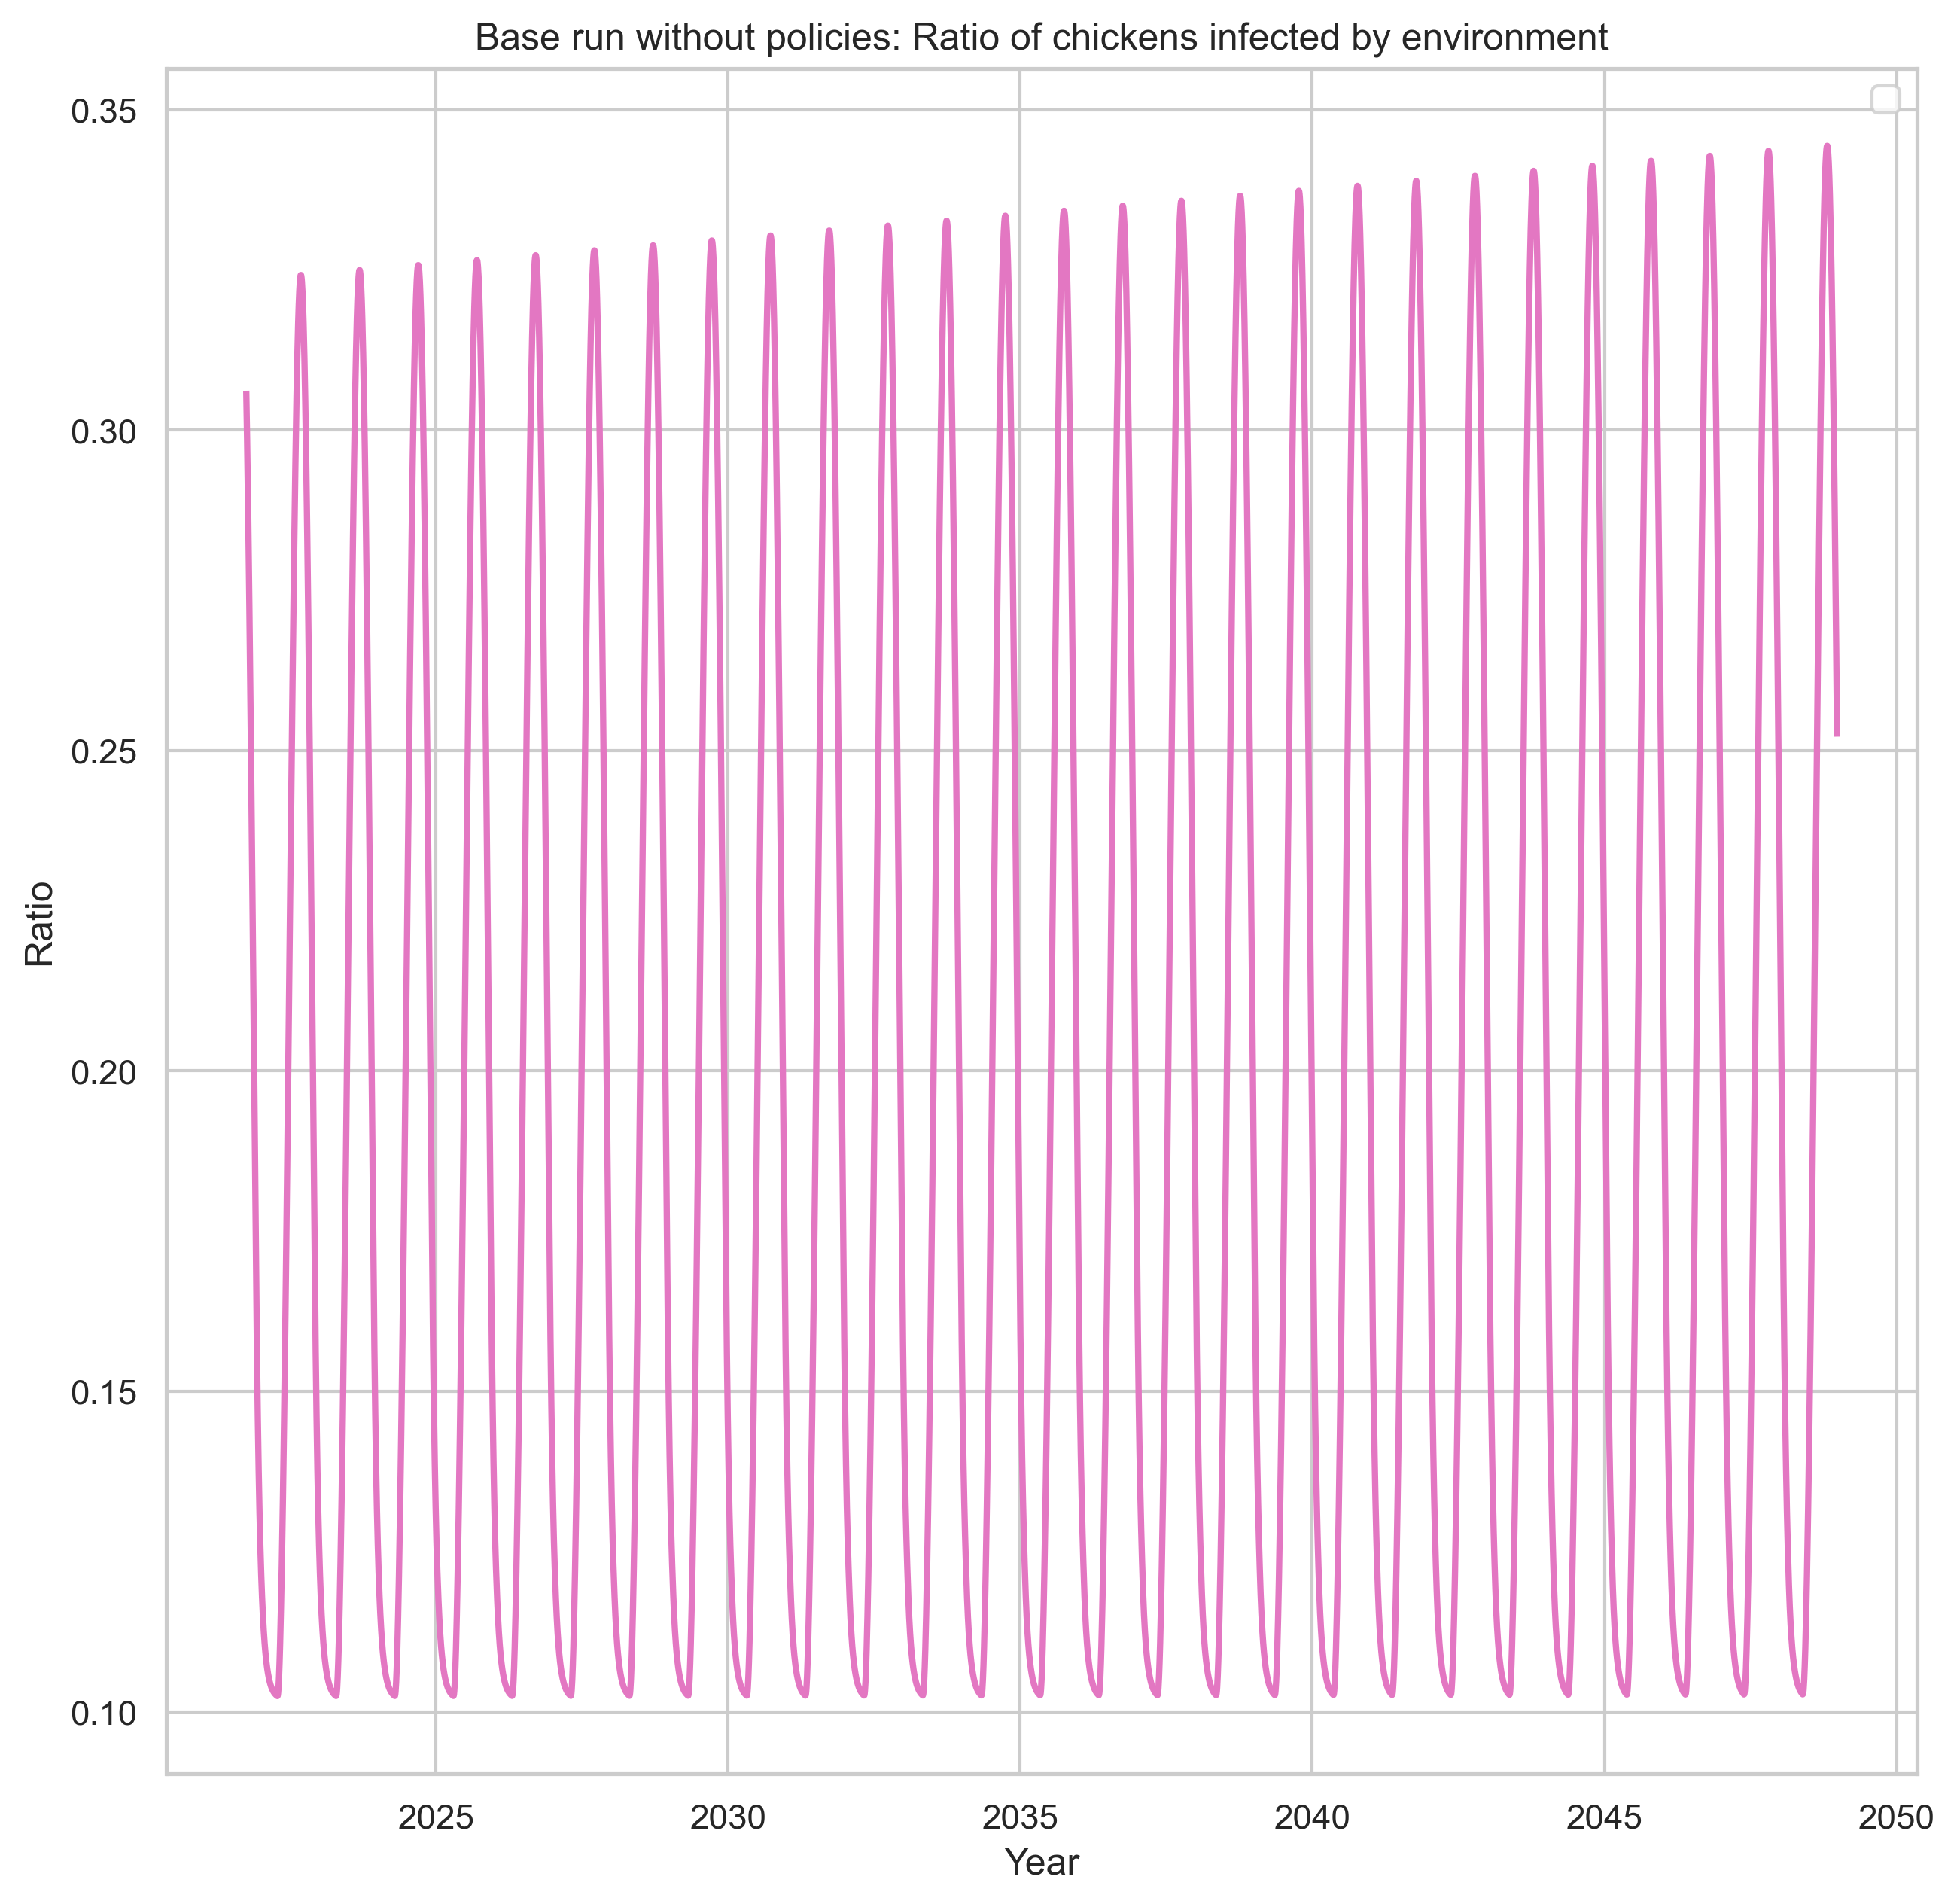 Base run without policies: Ratio of chickens infected by environment
0.35
0.30
0.25
0.20
0.15
0.10
Ratio
2025 2030 2035 2040 2045 2050
Year